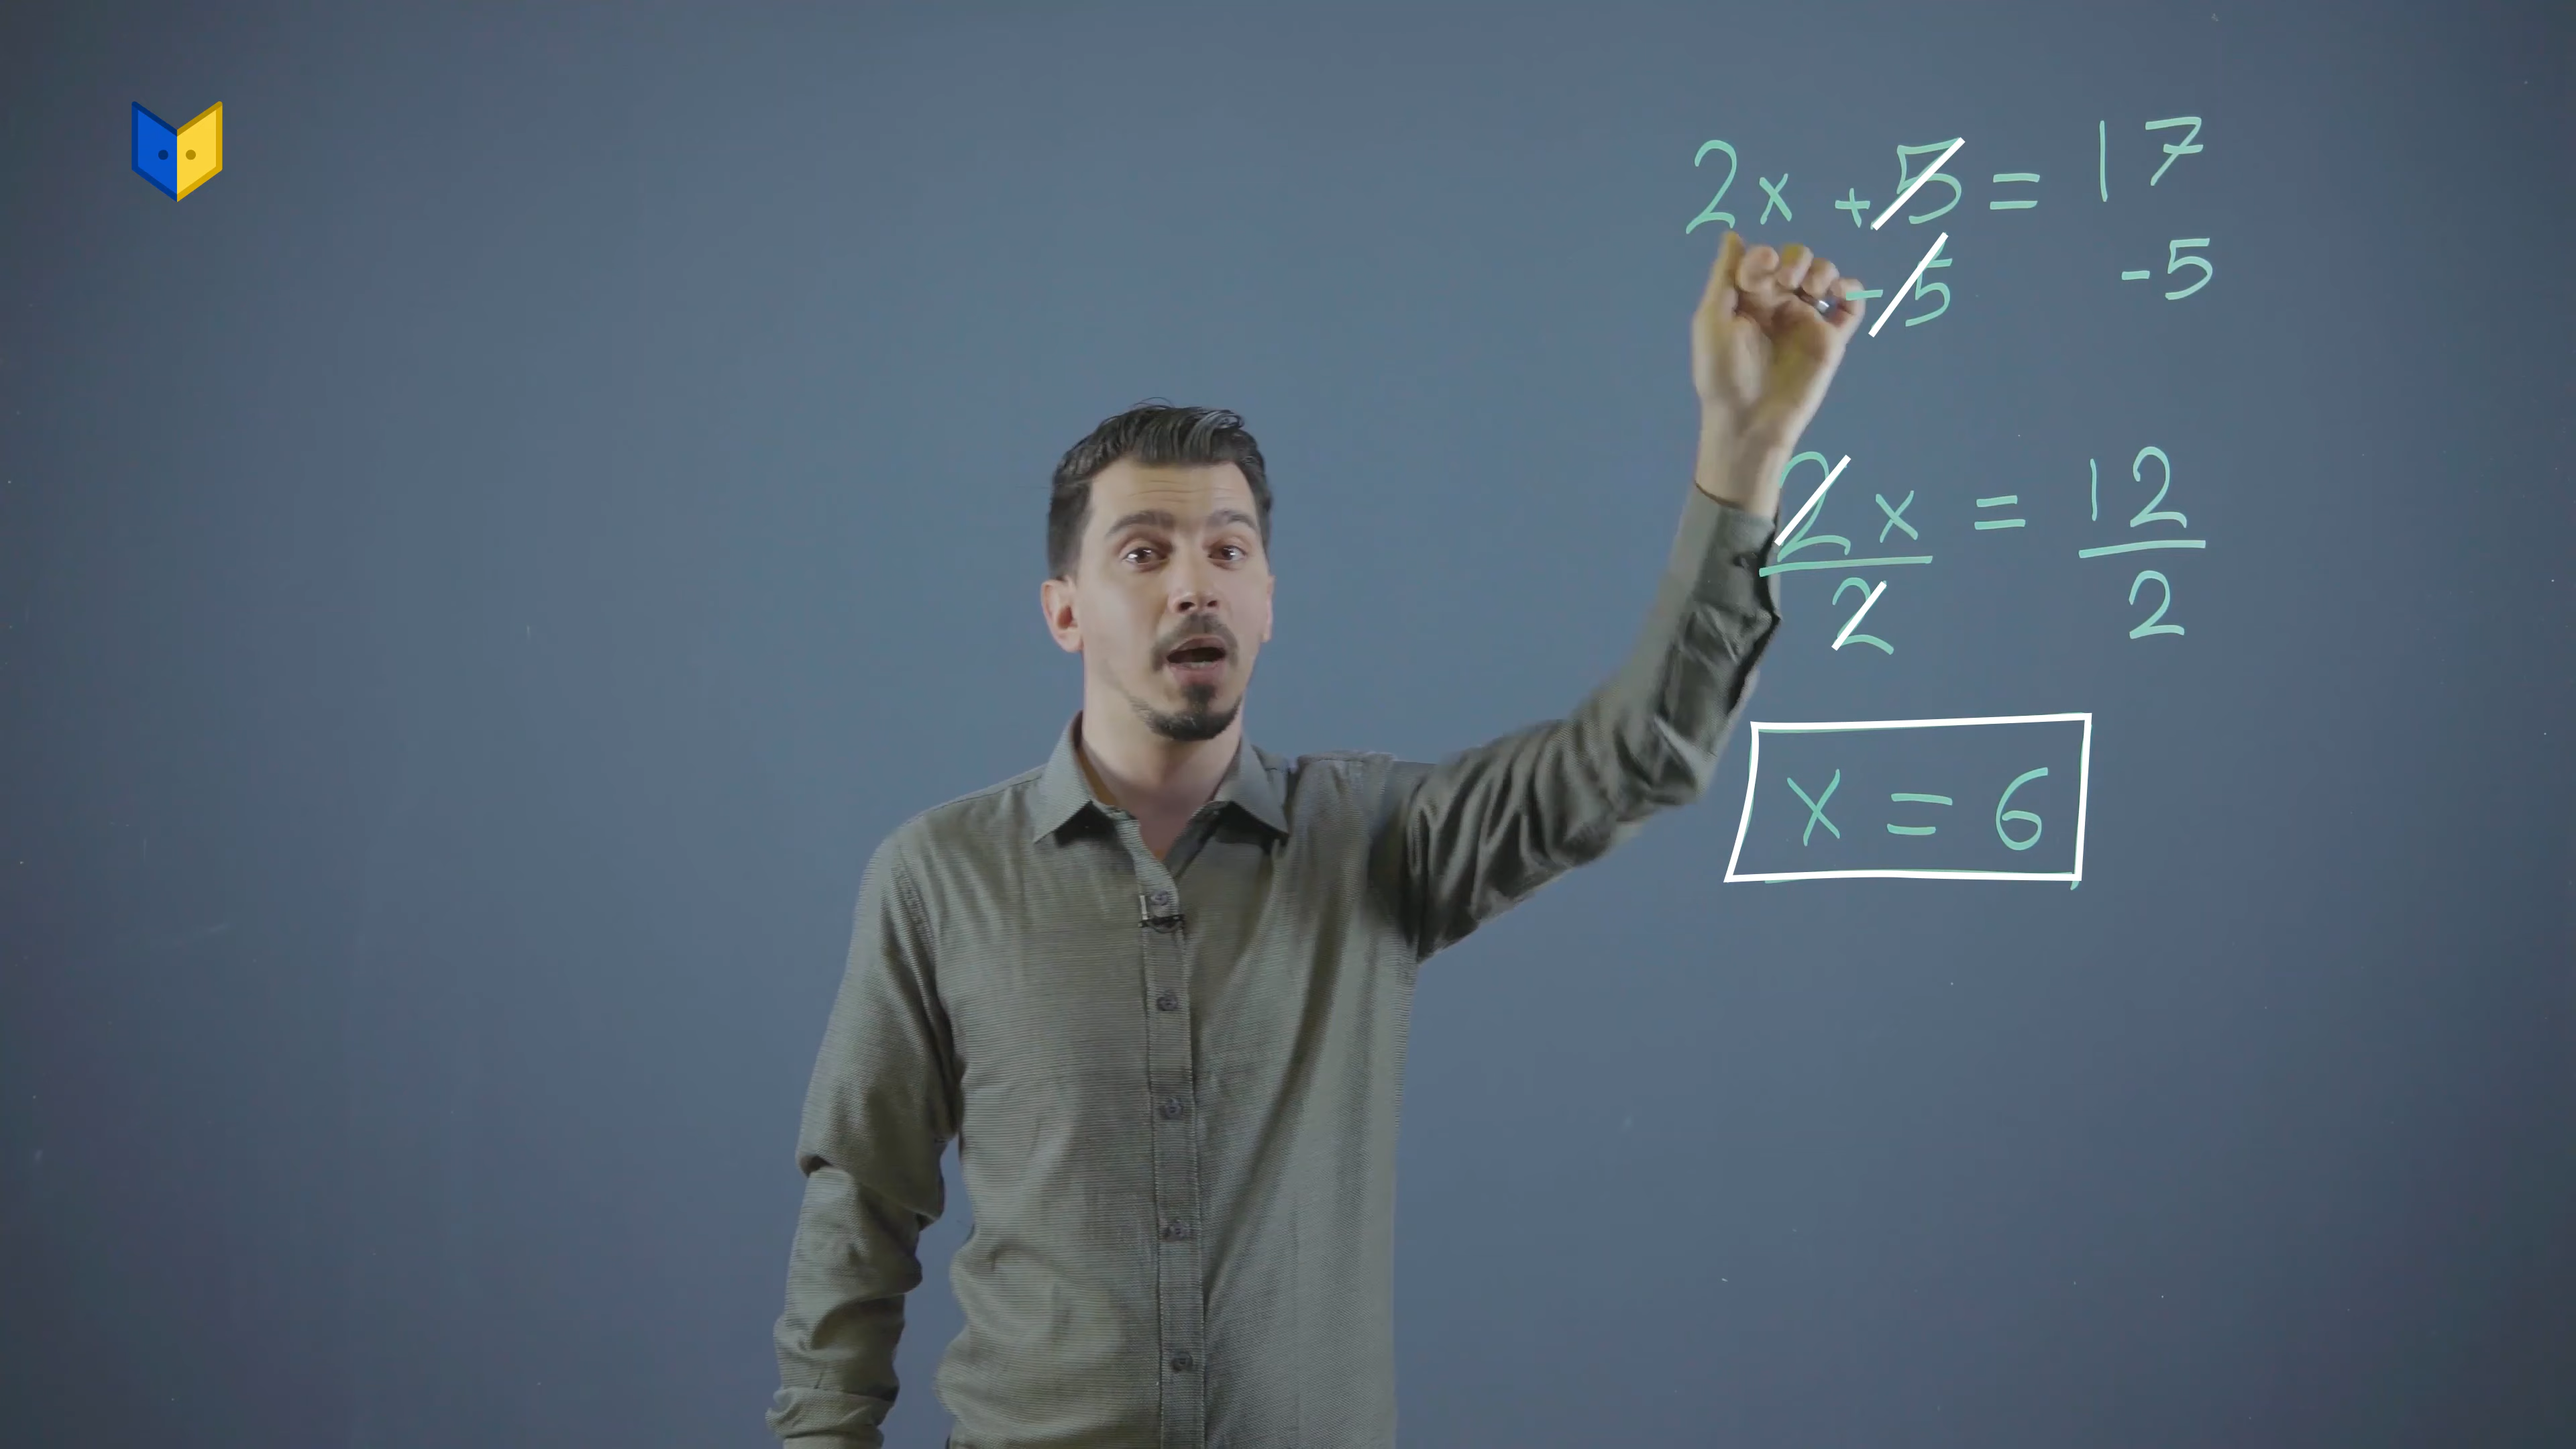 2x + 5 = 17
- 5 - 5
2x = 12
2 2
x = 6